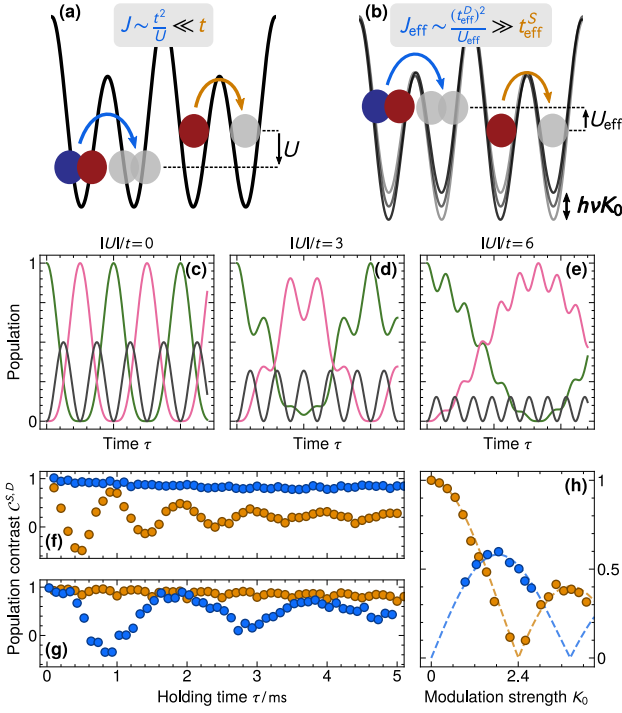 (a)
J ∼ t²/U ≪ t
U
(b)
J_eff ∼ (t_eff^D)²/U_eff ≫ t_eff^S
U_eff
hνK₀
|U|/t=0
|U|/t=3
|U|/t=6
(c)
(d)
(e)
1
0
Population
Time τ
Time τ
Time τ
1
0
(f)
Population contrast 𝒞^{S,D}
1
0
(g)
0
1
2
3
4
5
Holding time τ/ms
(h)
1
0.5
0
0
2.4
Modulation strength K₀